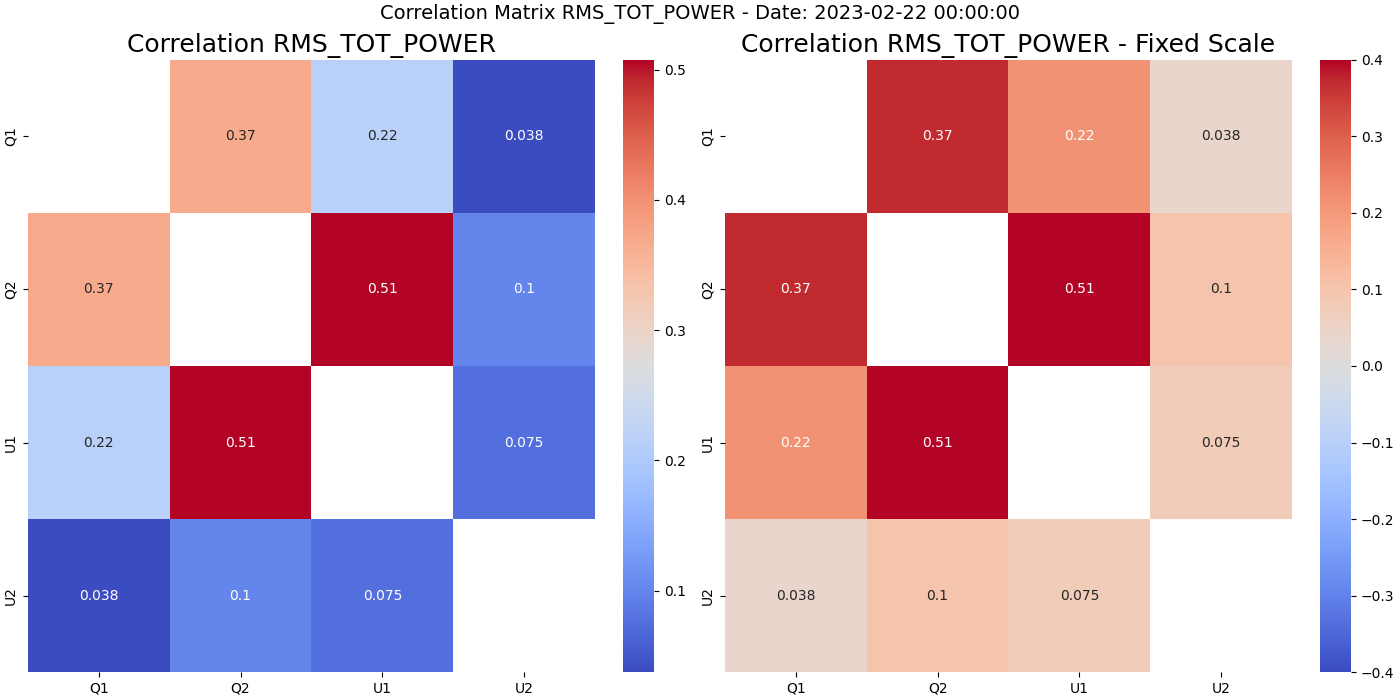 Correlation Matrix RMS_TOT_POWER - Date: 2023-02-22 00:00:00
Correlation RMS_TOT_POWER
Q1
0.37
0.22
0.038
Q2
0.37
0.51
0.1
U1
0.22
0.51
0.075
U2
0.038
0.1
0.075
Q1
Q2
U1
U2
0.5
0.4
0.3
0.2
0.1
Correlation RMS_TOT_POWER - Fixed Scale
Q1
0.37
0.22
0.038
Q2
0.37
0.51
0.1
U1
0.22
0.51
0.075
U2
0.038
0.1
0.075
Q1
Q2
U1
U2
0.4
0.3
0.2
0.1
0.0
−0.1
−0.2
−0.3
−0.4